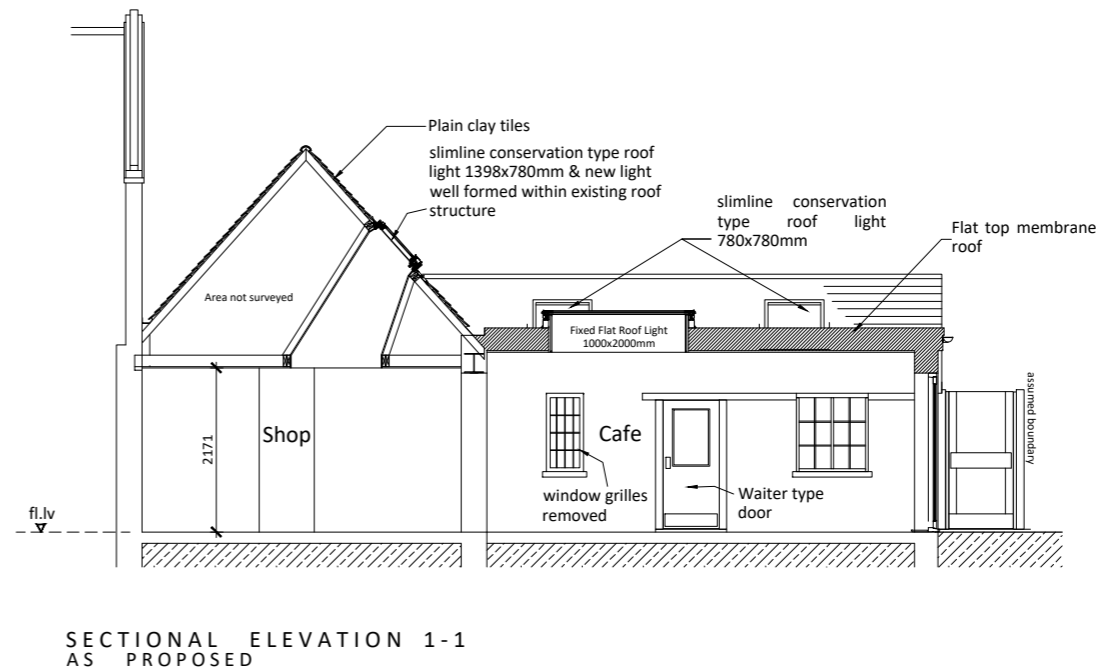 Plain clay tiles
slimline conservation type roof
light 1398x780mm & new light
well formed within existing roof
structure
slimline conservation
type roof light
780x780mm
Flat top membrane
roof
Area not surveyed
Fixed Flat Roof Light
1000x2000mm
assumed boundary
2171
Shop
Cafe
window grilles
removed
Waiter type
door
fl.lv
SECTIONAL ELEVATION 1-1
AS PROPOSED